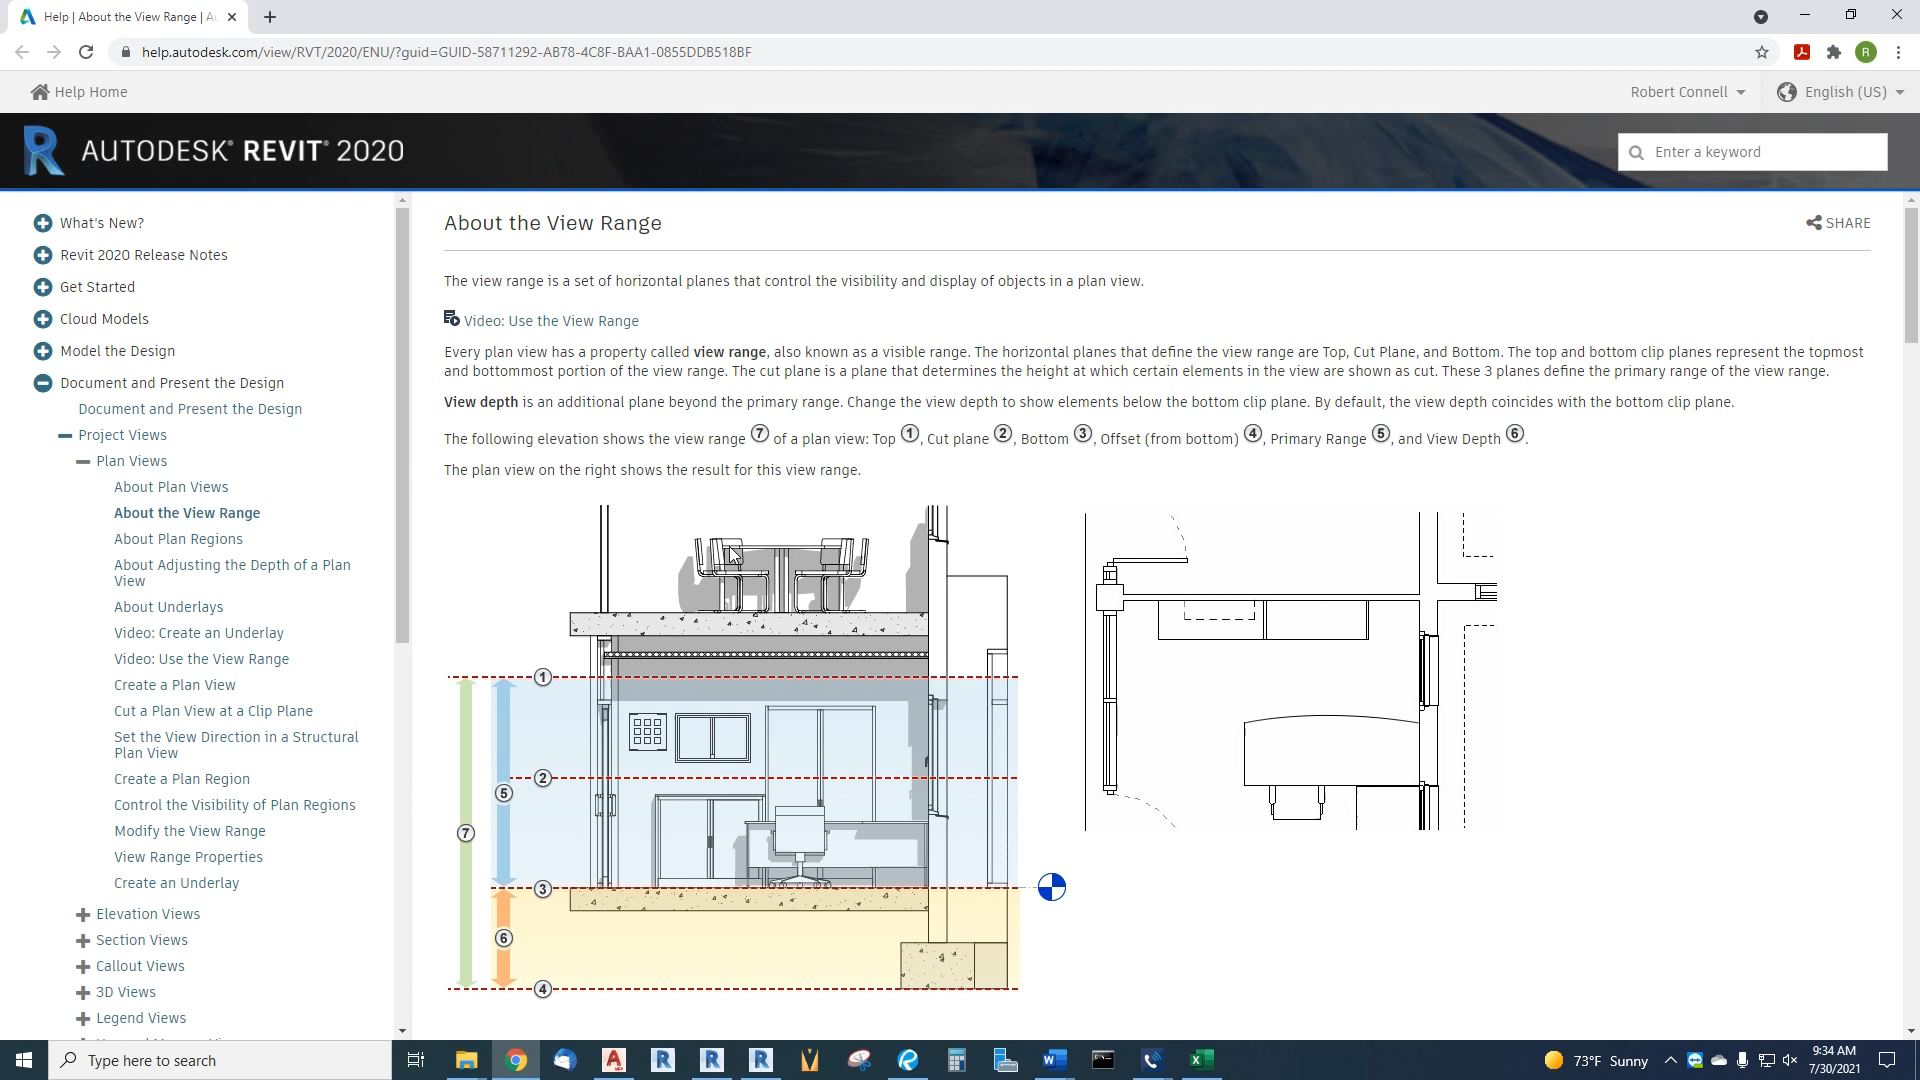 Help | About the View Range | A
help.autodesk.com/view/RVT/2020/ENU/?guid=GUID-58711292-AB78-4C8F-BAA1-0855DDB518BF
R
Help Home
Robert Connell
English (US)
R AUTODESK® REVIT® 2020
Enter a keyword
What's New?
Revit 2020 Release Notes
Get Started
Cloud Models
Model the Design
Document and Present the Design
Document and Present the Design
Project Views
Plan Views
About Plan Views
About the View Range
About Plan Regions
About Adjusting the Depth of a Plan
View
About Underlays
Video: Create an Underlay
Video: Use the View Range
Create a Plan View
Cut a Plan View at a Clip Plane
Set the View Direction in a Structural
Plan View
Create a Plan Region
Control the Visibility of Plan Regions
Modify the View Range
View Range Properties
Create an Underlay
Elevation Views
Section Views
Callout Views
3D Views
Legend Views
About the View Range
SHARE
The view range is a set of horizontal planes that control the visibility and display of objects in a plan view.
Video: Use the View Range
Every plan view has a property called view range, also known as a visible range. The horizontal planes that define the view range are Top, Cut Plane, and Bottom. The top and bottom clip planes represent the topmost
and bottommost portion of the view range. The cut plane is a plane that determines the height at which certain elements in the view are shown as cut. These 3 planes define the primary range of the view range.
View depth is an additional plane beyond the primary range. Change the view depth to show elements below the bottom clip plane. By default, the view depth coincides with the bottom clip plane.
The following elevation shows the view range 7 of a plan view: Top 1, Cut plane 2, Bottom 3, Offset (from bottom) 4, Primary Range 5, and View Depth 6.
The plan view on the right shows the result for this view range.
1
2
5
7
3
6
4
Type here to search
73°F Sunny
9:34 AM
7/30/2021